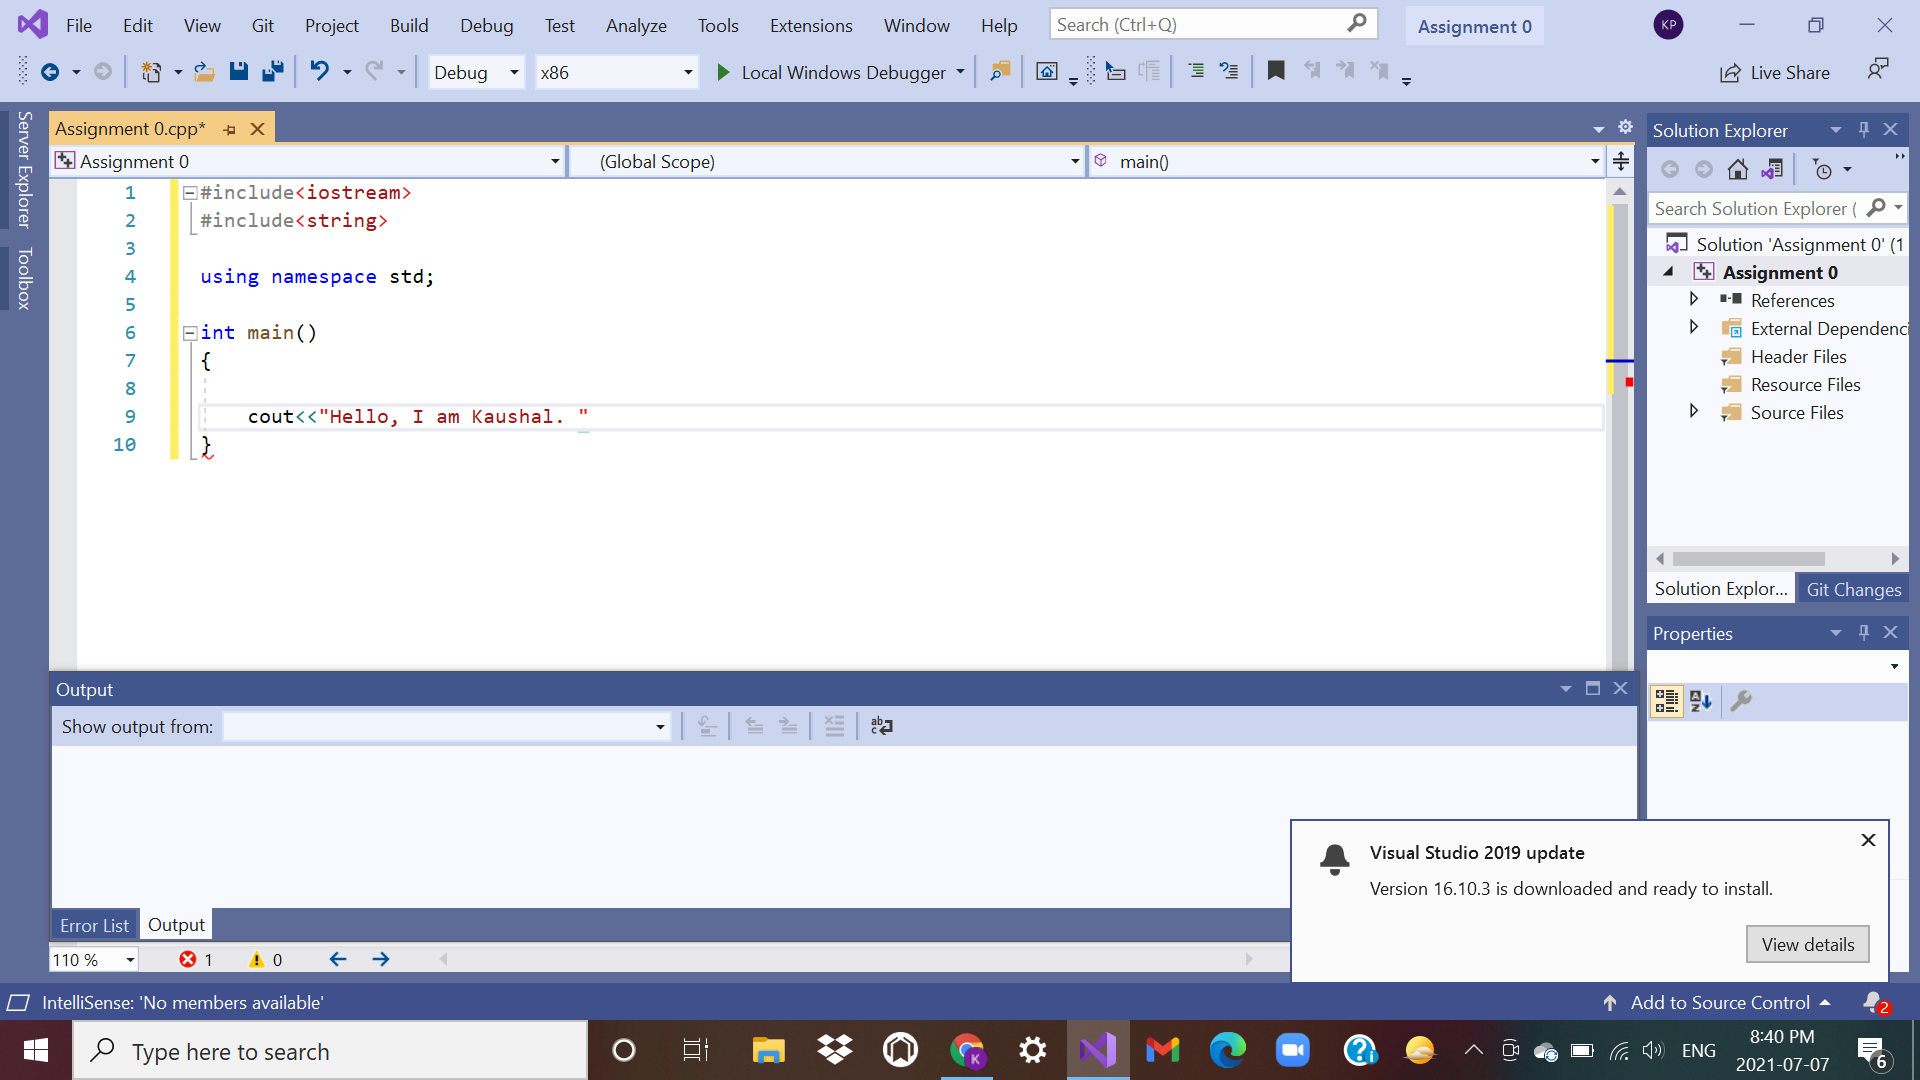 File Edit View Git Project Build Debug Test Analyze Tools Extensions Window Help Search (Ctrl+Q) Assignment 0 KP
Debug x86 Local Windows Debugger Live Share
Server Explorer
Toolbox
Assignment 0.cpp*
Assignment 0 (Global Scope) main()
1 #include<iostream>
2 #include<string>
3
4 using namespace std;
5
6 int main()
7 {
8
9 cout<<"Hello, I am Kaushal. "
10 }
Solution Explorer
Search Solution Explorer (
Solution 'Assignment 0' (1
Assignment 0
References
External Dependenci
Header Files
Resource Files
Source Files
Solution Explor... Git Changes
Properties
Output
Show output from:
Error List Output
110 % 1 0
Visual Studio 2019 update
Version 16.10.3 is downloaded and ready to install.
View details
IntelliSense: 'No members available' Add to Source Control 2
Type here to search K ENG 8:40 PM
2021-07-07 6